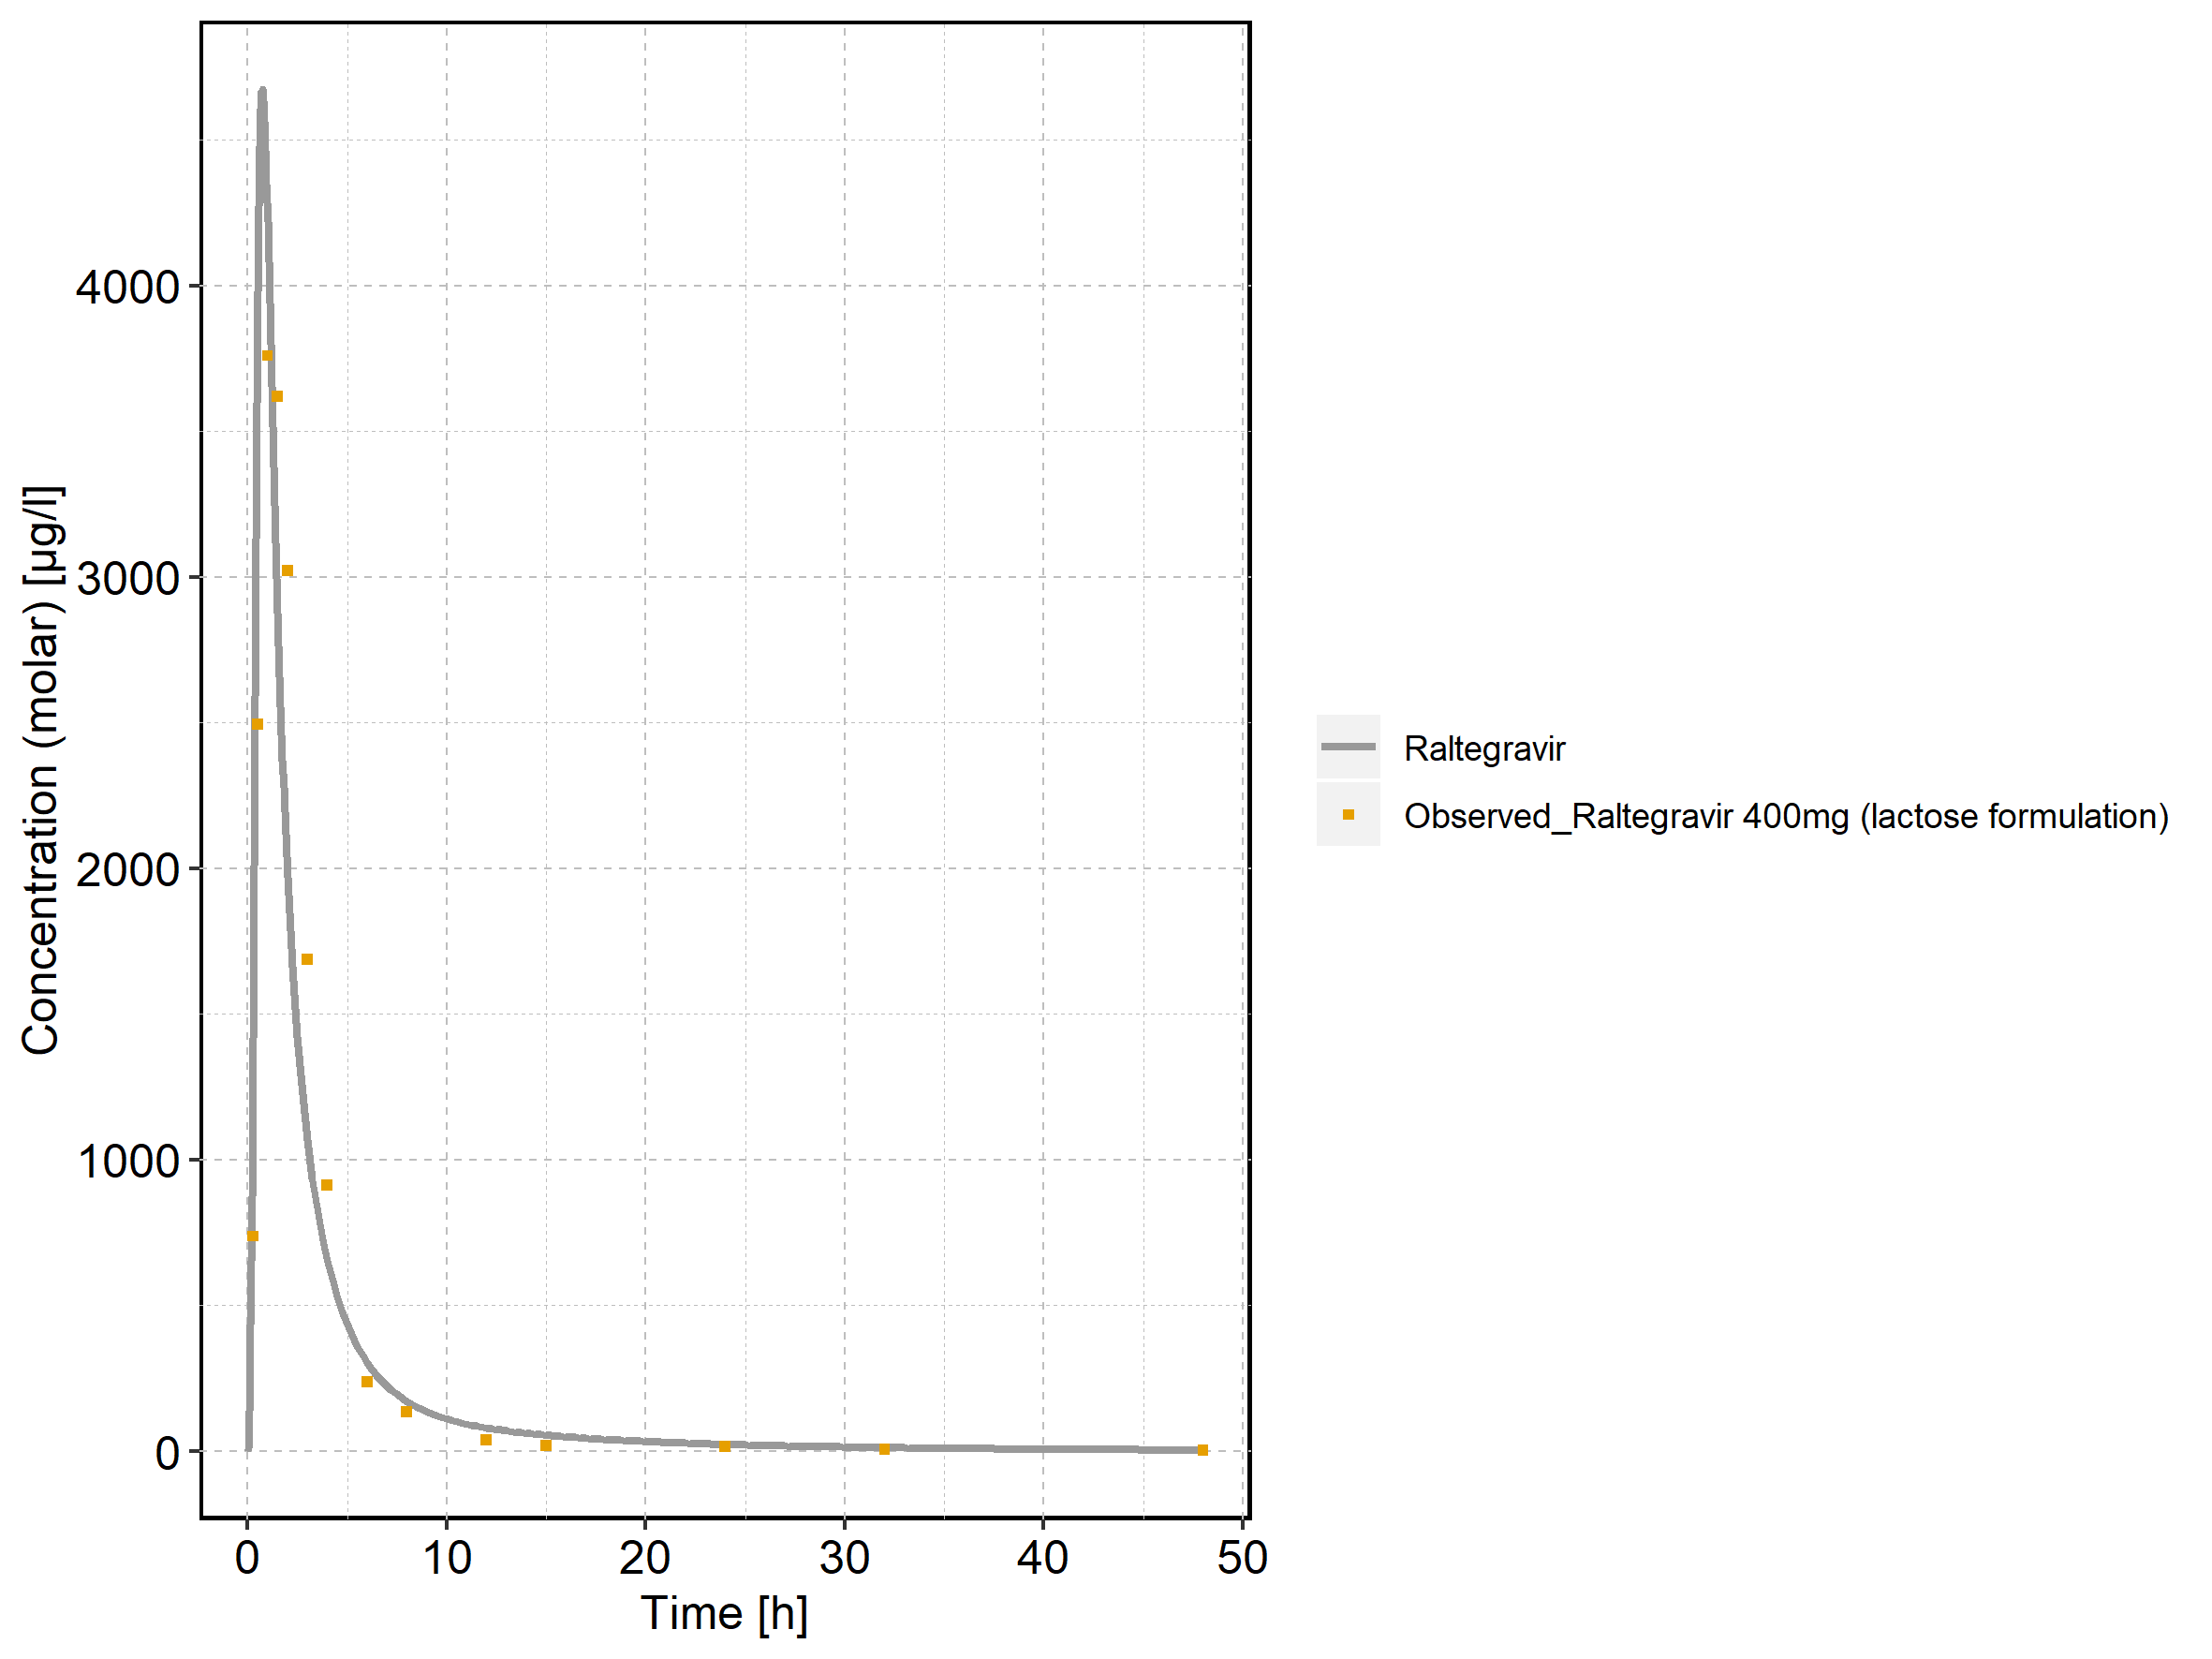 Concentration (molar) [µg/l]
4000
3000
2000
1000
0
0 10 20 30 40 50
Time [h]
Raltegravir
Observed_Raltegravir 400mg (lactose formulation)